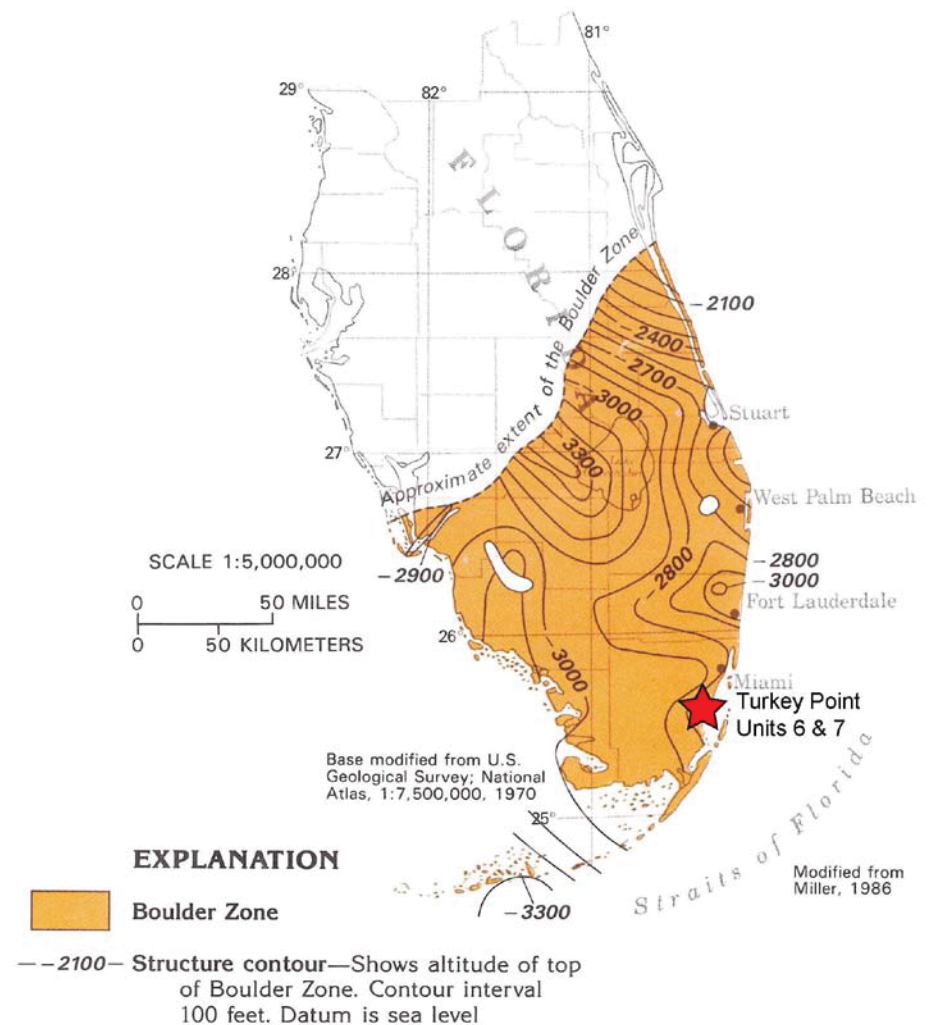 81°
29°
82°
FLORIDA
28°
Approximate extent of the Boulder Zone
-2100
-2400
-2700
-3000
Stuart
-3300
27°
West Palm Beach
SCALE 1:5,000,000
-2900
-2800
-2800
-3000
Fort Lauderdale
0 50 MILES
0 50 KILOMETERS
26°
-3000
Miami
Turkey Point
Units 6 & 7
Base modified from U.S.
Geological Survey; National
Atlas, 1:7,500,000, 1970
25°
Straits of Florida
Modified from
Miller, 1986
-3300
EXPLANATION
Boulder Zone
— —2100— Structure contour—Shows altitude of top
of Boulder Zone. Contour interval
100 feet. Datum is sea level